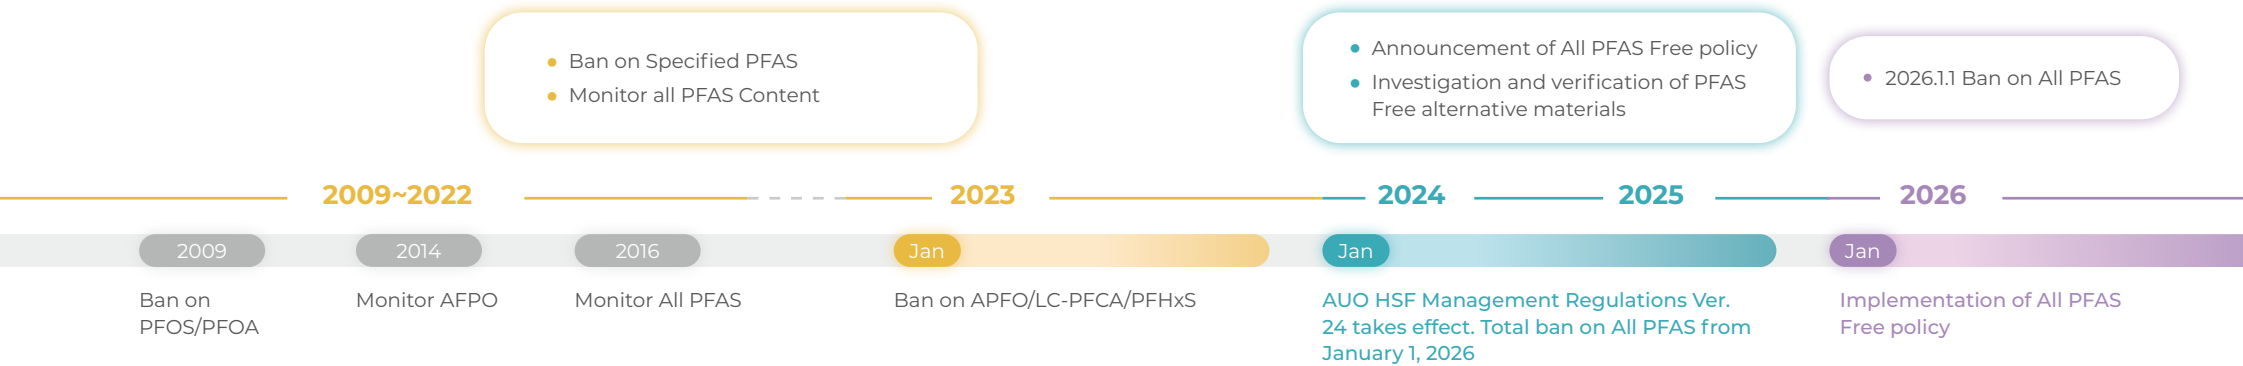 Ban on Specified PFAS
Monitor all PFAS Content
Announcement of All PFAS Free policy
Investigation and verification of PFAS
Free alternative materials
2026.1.1 Ban on All PFAS
2009~2022
2023
2024
2025
2026
2009
2014
2016
Jan
Jan
Jan
Ban on
PFOS/PFOA
Monitor AFPO
Monitor All PFAS
Ban on APFO/LC-PFCA/PFHxS
AUO HSF Management Regulations Ver.
24 takes effect. Total ban on All PFAS from
January 1, 2026
Implementation of All PFAS
Free policy